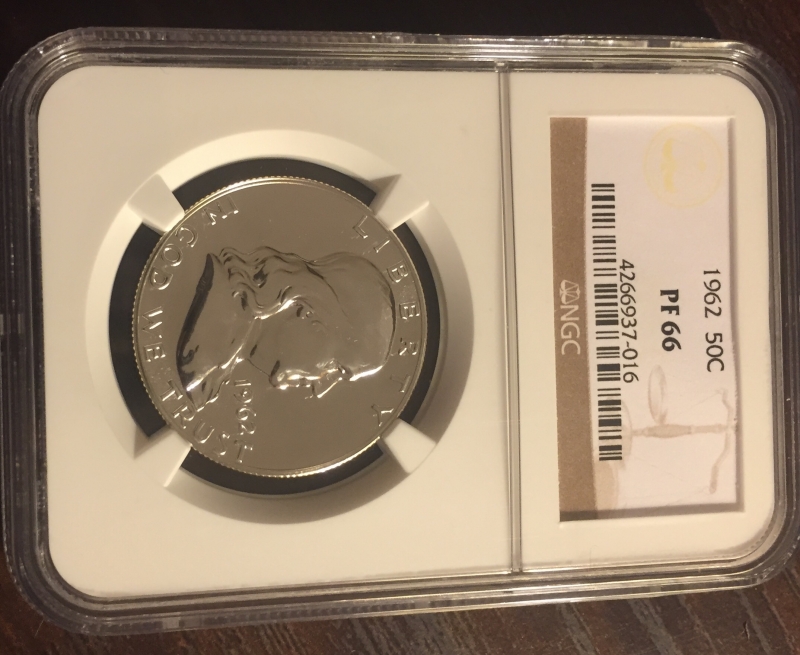 1962 50C
PF 66
4266937-016
NGC
LIBERTY
IN GOD WE TRUST
1962